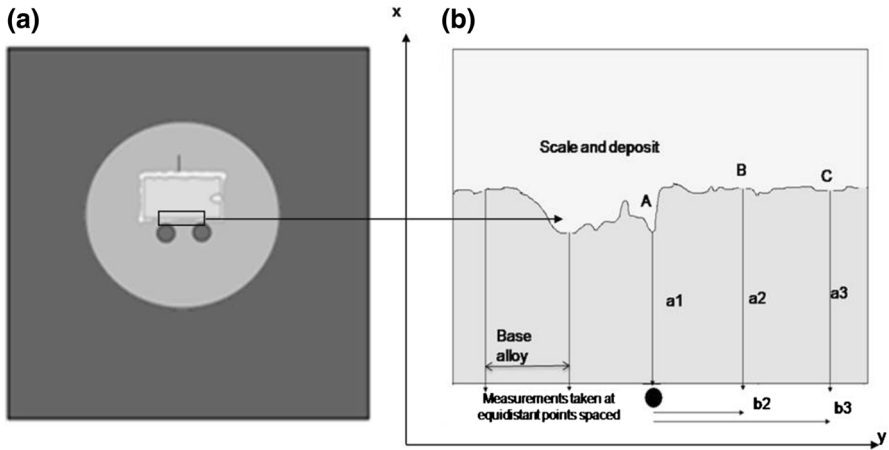 (a)
x
(b)
Scale and deposit
A
B
C
a1
a2
a3
Base
alloy
Measurements taken at
equidistant points spaced
b2
b3
y